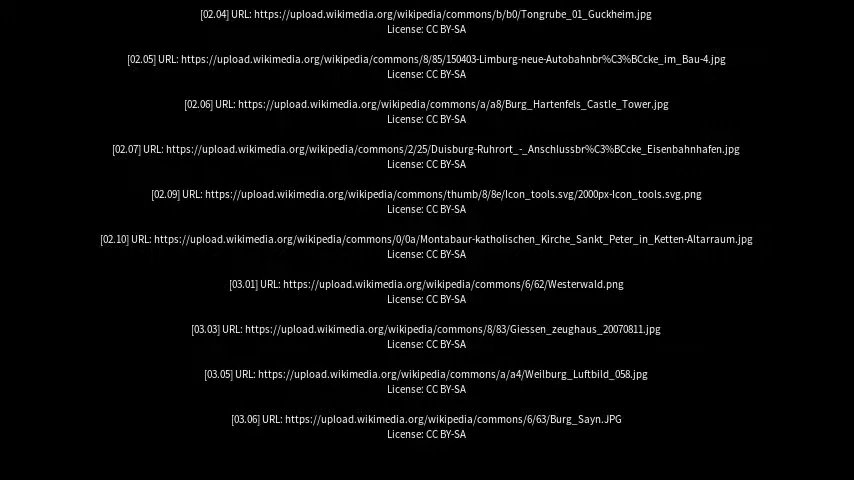 [02.04] URL: https://upload.wikimedia.org/wikipedia/commons/b/b0/Tongrube_01_Guckheim.jpg
License: CC BY-SA
[02.05] URL: https://upload.wikimedia.org/wikipedia/commons/8/85/150403-Limburg-neue-Autobahnbr%C3%BCcke_im_Bau-4.jpg
License: CC BY-SA
[02.06] URL: https://upload.wikimedia.org/wikipedia/commons/a/a8/Burg_Hartenfels_Castle_Tower.jpg
License: CC BY-SA
[02.07] URL: https://upload.wikimedia.org/wikipedia/commons/2/25/Duisburg-Ruhrort_-_Anschlussbr%C3%BCcke_Eisenbahnhafen.jpg
License: CC BY-SA
[02.09] URL: https://upload.wikimedia.org/wikipedia/commons/thumb/8/8e/Icon_tools.svg/2000px-Icon_tools.svg.png
License: CC BY-SA
[02.10] URL: https://upload.wikimedia.org/wikipedia/commons/0/0a/Montabaur-katholischen_Kirche_Sankt_Peter_in_Ketten-Altarraum.jpg
License: CC BY-SA
[03.01] URL: https://upload.wikimedia.org/wikipedia/commons/6/62/Westerwald.png
License: CC BY-SA
[03.03] URL: https://upload.wikimedia.org/wikipedia/commons/8/83/Giessen_zeughaus_20070811.jpg
License: CC BY-SA
[03.05] URL: https://upload.wikimedia.org/wikipedia/commons/a/a4/Weilburg_Luftbild_058.jpg
License: CC BY-SA
[03.06] URL: https://upload.wikimedia.org/wikipedia/commons/6/63/Burg_Sayn.JPG
License: CC BY-SA